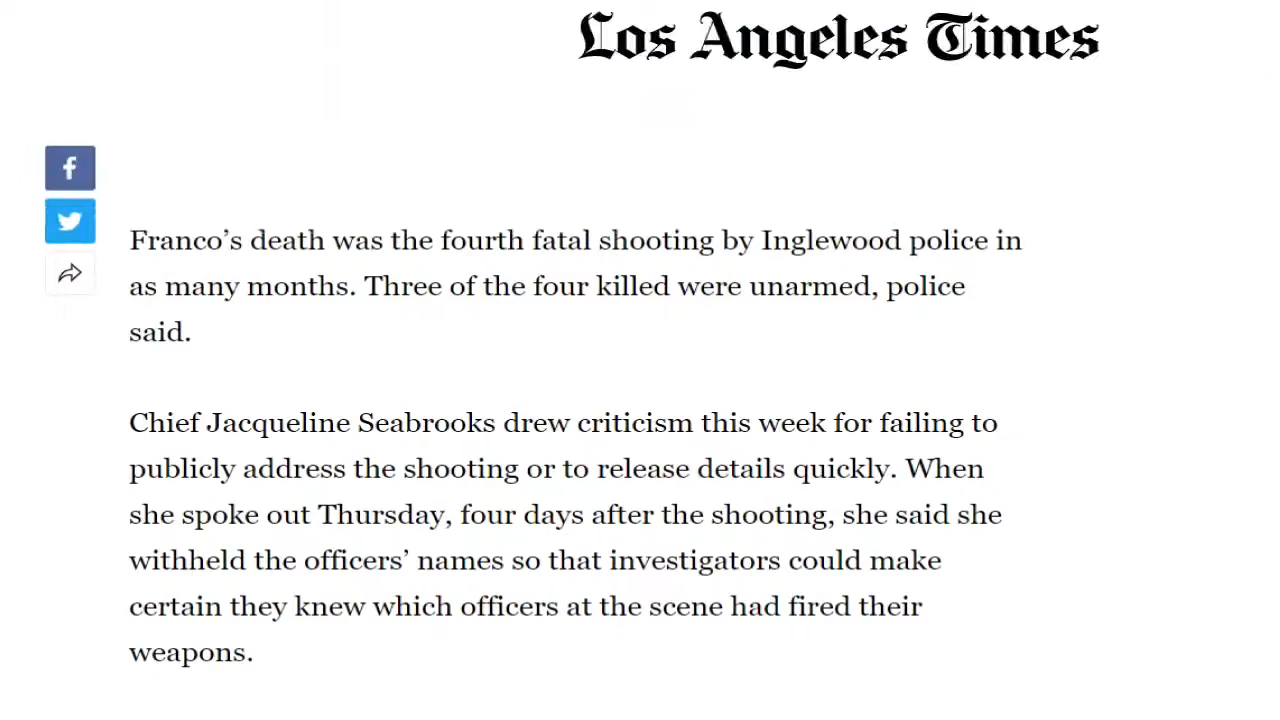 Los Angeles Times
Franco’s death was the fourth fatal shooting by Inglewood police in
as many months. Three of the four killed were unarmed, police
said.
Chief Jacqueline Seabrooks drew criticism this week for failing to
publicly address the shooting or to release details quickly. When
she spoke out Thursday, four days after the shooting, she said she
withheld the officers’ names so that investigators could make
certain they knew which officers at the scene had fired their
weapons.